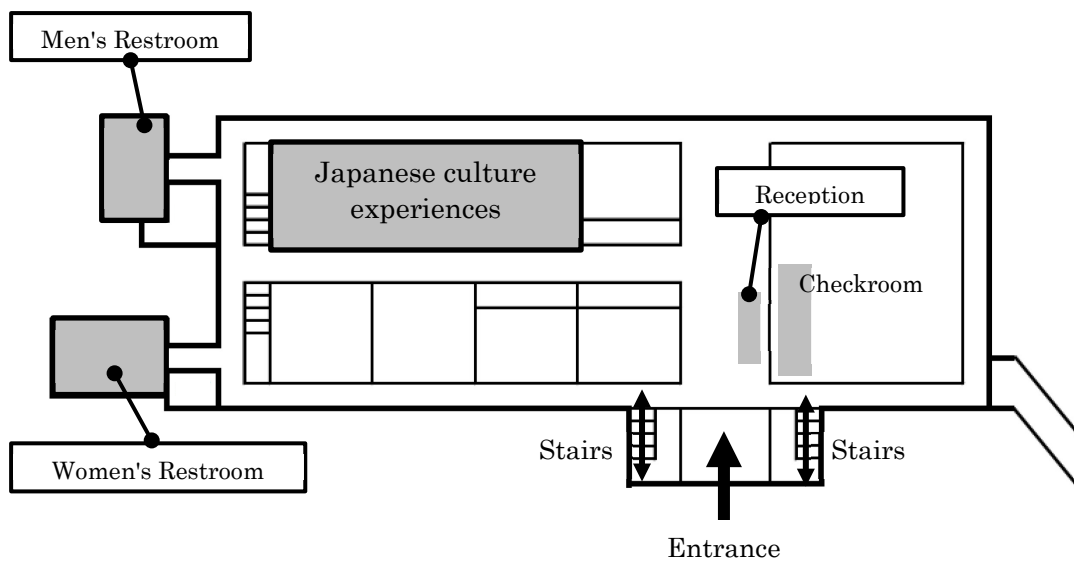 Men's Restroom
Japanese culture
experiences
Reception
Checkroom
Stairs
Stairs
Women's Restroom
Entrance